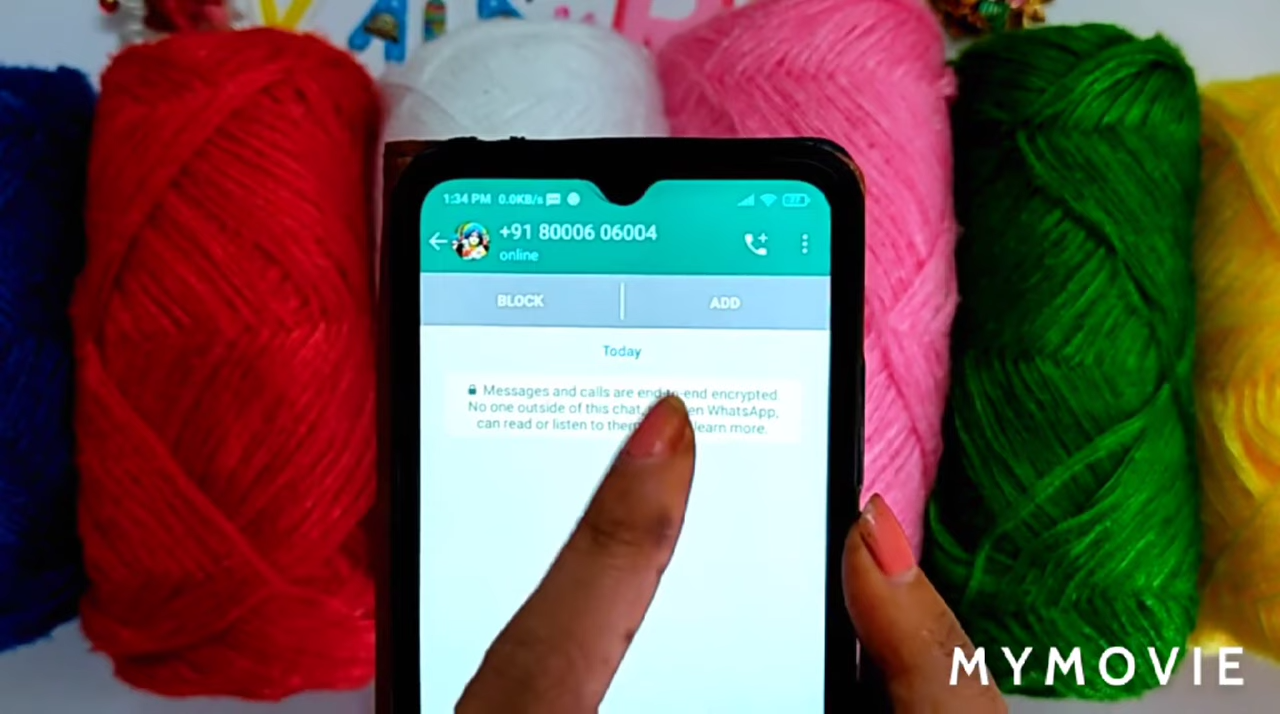 1:34 PM 0.0KB/s
27
+91 80006 06004
online
BLOCK
ADD
Today
Messages and calls are end-to-end encrypted.
No one outside of this chat, WhatsApp,
can read or listen to learn more.
MYMOVIE